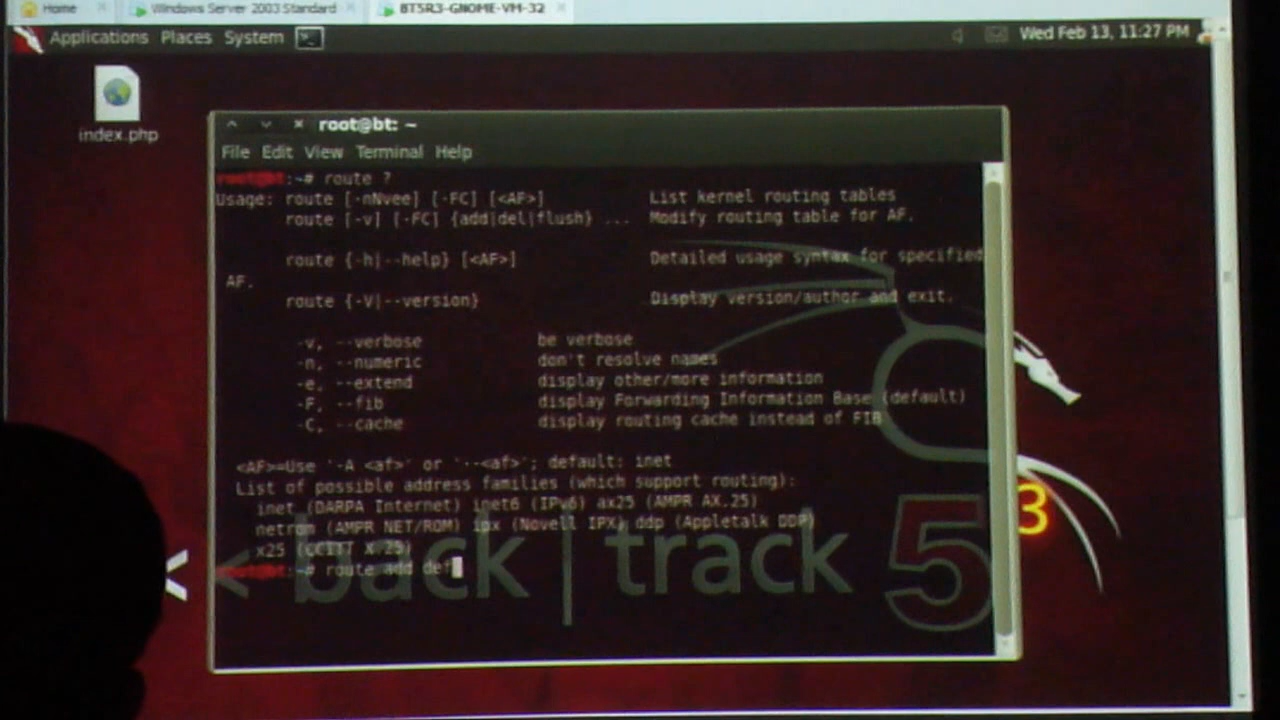 Home Windows Server 2003 Standard BT5R3-GNOME-VM-32
Applications Places System Wed Feb 13, 11:27 PM
index.php
root@bt: ~
File Edit View Terminal Help
root@bt:~# route ?
Usage: route [-nNvee] [-FC] [<AF>] List kernel routing tables
route [-v] [-FC] {add|del|flush} ... Modify routing table for AF.
route {-h|--help} [<AF>] Detailed usage syntax for specified
AF.
route {-V|--version} Display version/author and exit.
-v, --verbose be verbose
-n, --numeric don't resolve names
-e, --extend display other/more information
-F, --fib display Forwarding Information Base (default)
-C, --cache display routing cache instead of FIB
<AF>=Use '-A <af>' or '--<af>'; default: inet
List of possible address families (which support routing):
inet (DARPA Internet) inet6 (IPv6) ax25 (AMPR AX.25)
netrom (AMPR NET/ROM) ipx (Novell IPX) ddp (Appletalk DDP)
x25 (CCITT X.25)
root@bt:~# route add def
<< back | track 5
3